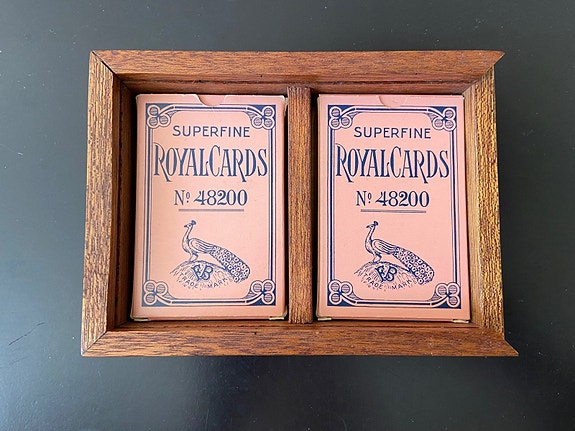 SUPERFINE
ROYAL CARDS
Nº 48200
TRADE MARK
SUPERFINE
ROYAL CARDS
Nº 48200
TRADE MARK